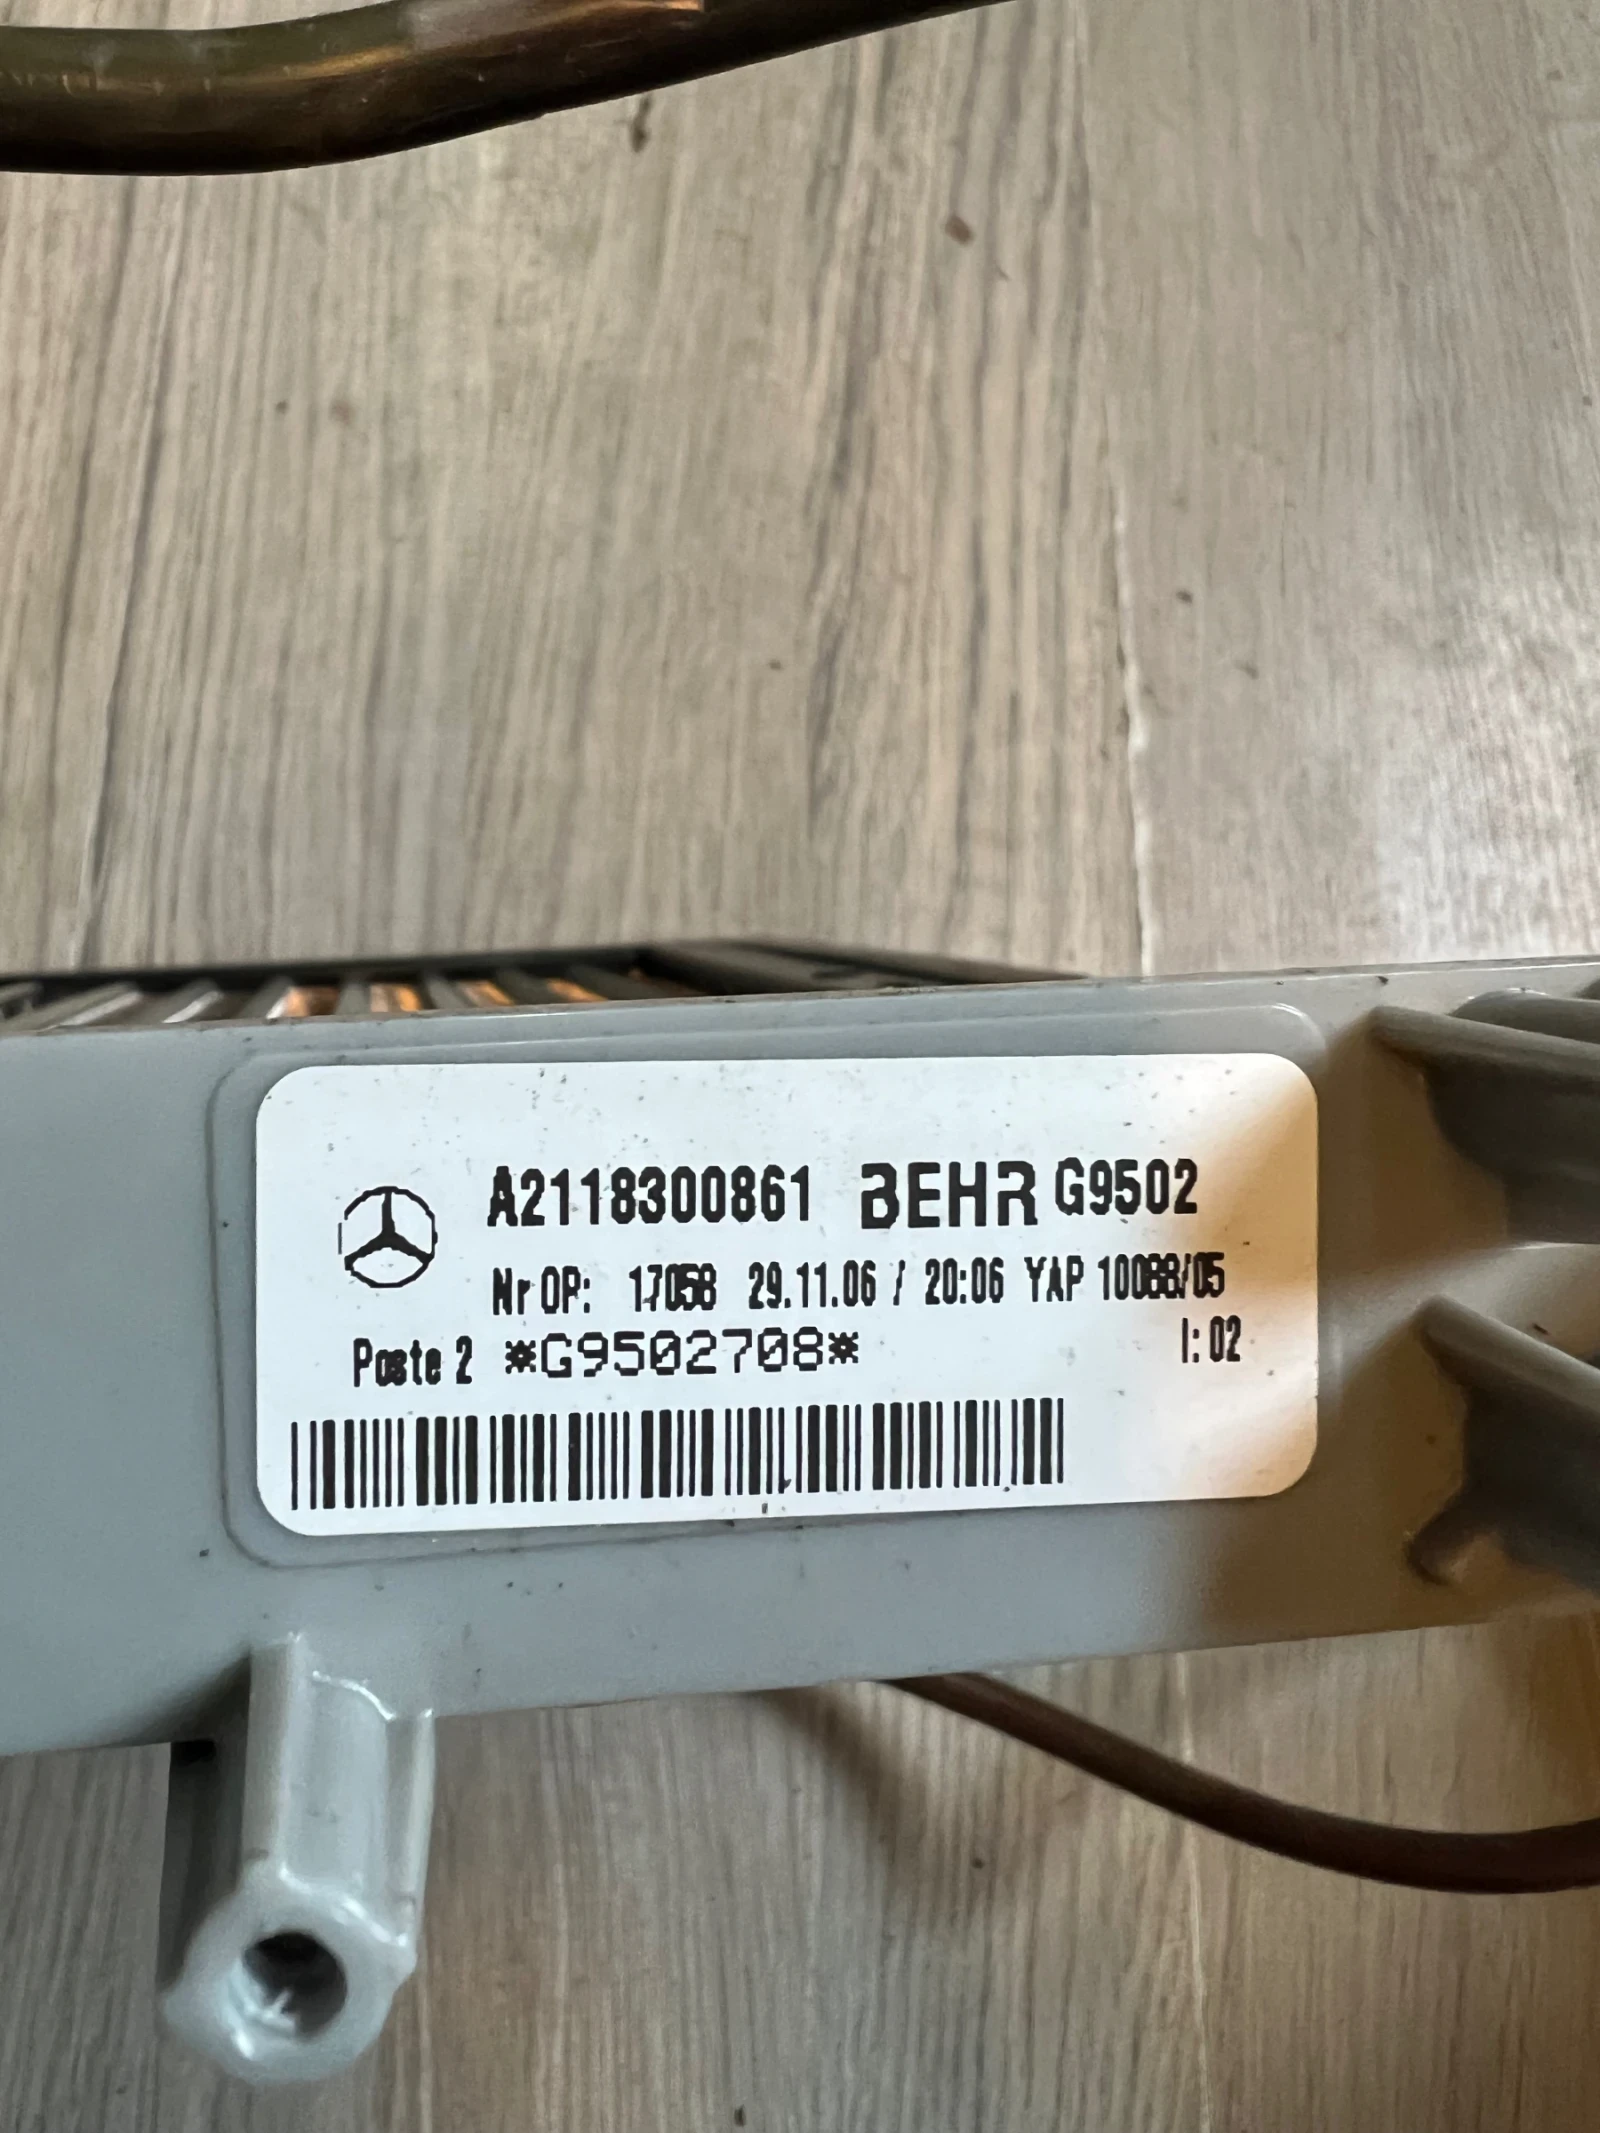 A2118300861 BEHR G9502
Nr OP: 17058 29.11.06 / 20:06 YAP 10088/05
Poste 2 *G9502708* I: 02